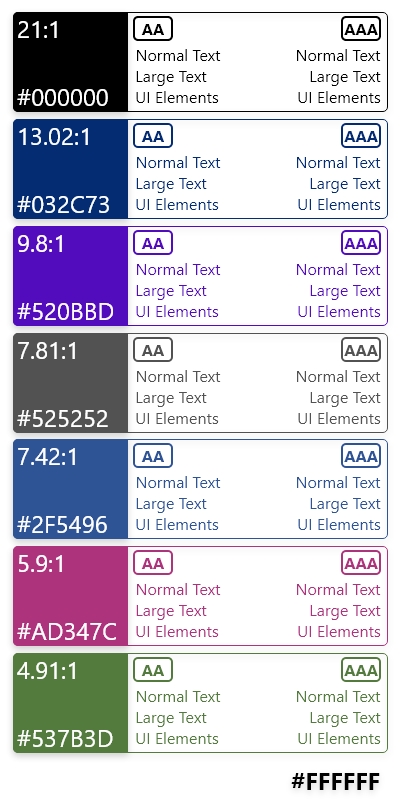 21:1 AA AAA
Normal Text Normal Text
Large Text Large Text
#000000 UI Elements UI Elements
13.02:1 AA AAA
Normal Text Normal Text
Large Text Large Text
#032C73 UI Elements UI Elements
9.8:1 AA AAA
Normal Text Normal Text
Large Text Large Text
#520BBD UI Elements UI Elements
7.81:1 AA AAA
Normal Text Normal Text
Large Text Large Text
#525252 UI Elements UI Elements
7.42:1 AA AAA
Normal Text Normal Text
Large Text Large Text
#2F5496 UI Elements UI Elements
5.9:1 AA AAA
Normal Text Normal Text
Large Text Large Text
#AD347C UI Elements UI Elements
4.91:1 AA AAA
Normal Text Normal Text
Large Text Large Text
#537B3D UI Elements UI Elements
#FFFFFF